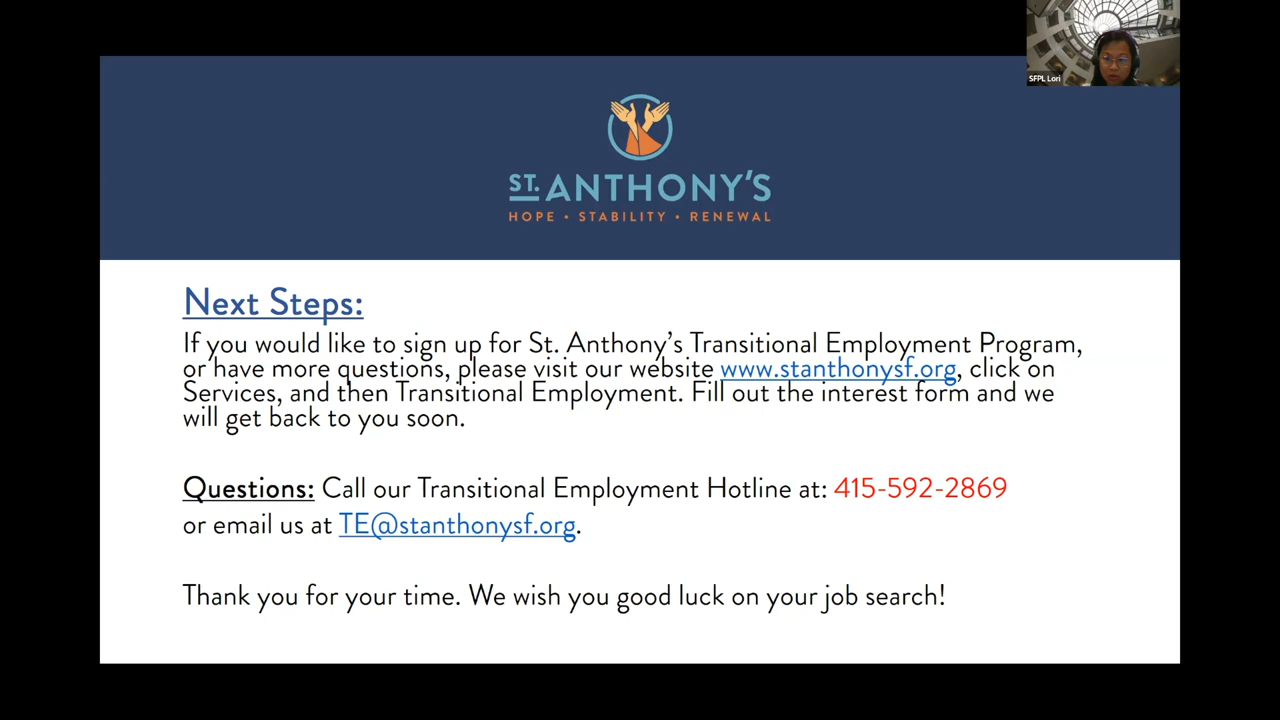 SFPL Lori
ST. ANTHONY'S
HOPE • STABILITY • RENEWAL
Next Steps:
If you would like to sign up for St. Anthony's Transitional Employment Program,
or have more questions, please visit our website www.stanthonysf.org, click on
Services, and then Transitional Employment. Fill out the interest form and we
will get back to you soon.
Questions: Call our Transitional Employment Hotline at: 415-592-2869
or email us at TE@stanthonysf.org.
Thank you for your time. We wish you good luck on your job search!